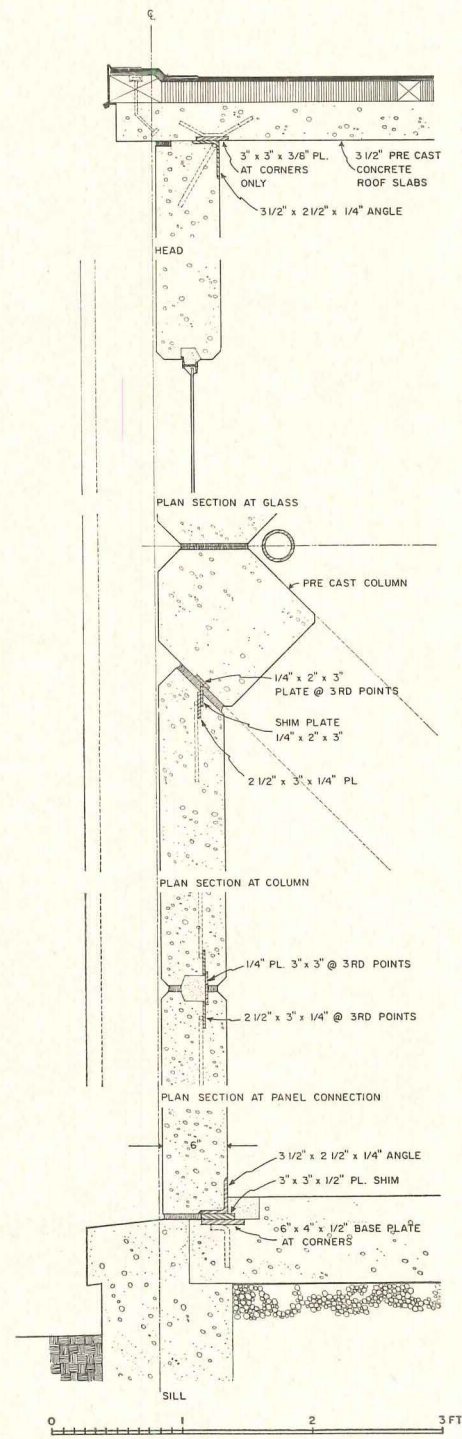 ℄
3" x 3" x 3/8" PL.
AT CORNERS
ONLY
3 1/2" PRE CAST
CONCRETE
ROOF SLABS
3 1/2" x 2 1/2" x 1/4" ANGLE
HEAD
PLAN SECTION AT GLASS
PRE CAST COLUMN
1/4" x 2" x 3"
PLATE @ 3RD POINTS
SHIM PLATE
1/4" x 2" x 3"
2 1/2" x 3" x 1/4" PL
PLAN SECTION AT COLUMN
1/4" PL. 3" x 3" @ 3RD POINTS
2 1/2" x 3" x 1/4" @ 3RD POINTS
PLAN SECTION AT PANEL CONNECTION
6"
3 1/2" x 2 1/2" x 1/4" ANGLE
3" x 3" x 1/2" PL. SHIM
6" x 4" x 1/2" BASE PLATE
AT CORNERS
SILL
0 1 2 3 FT